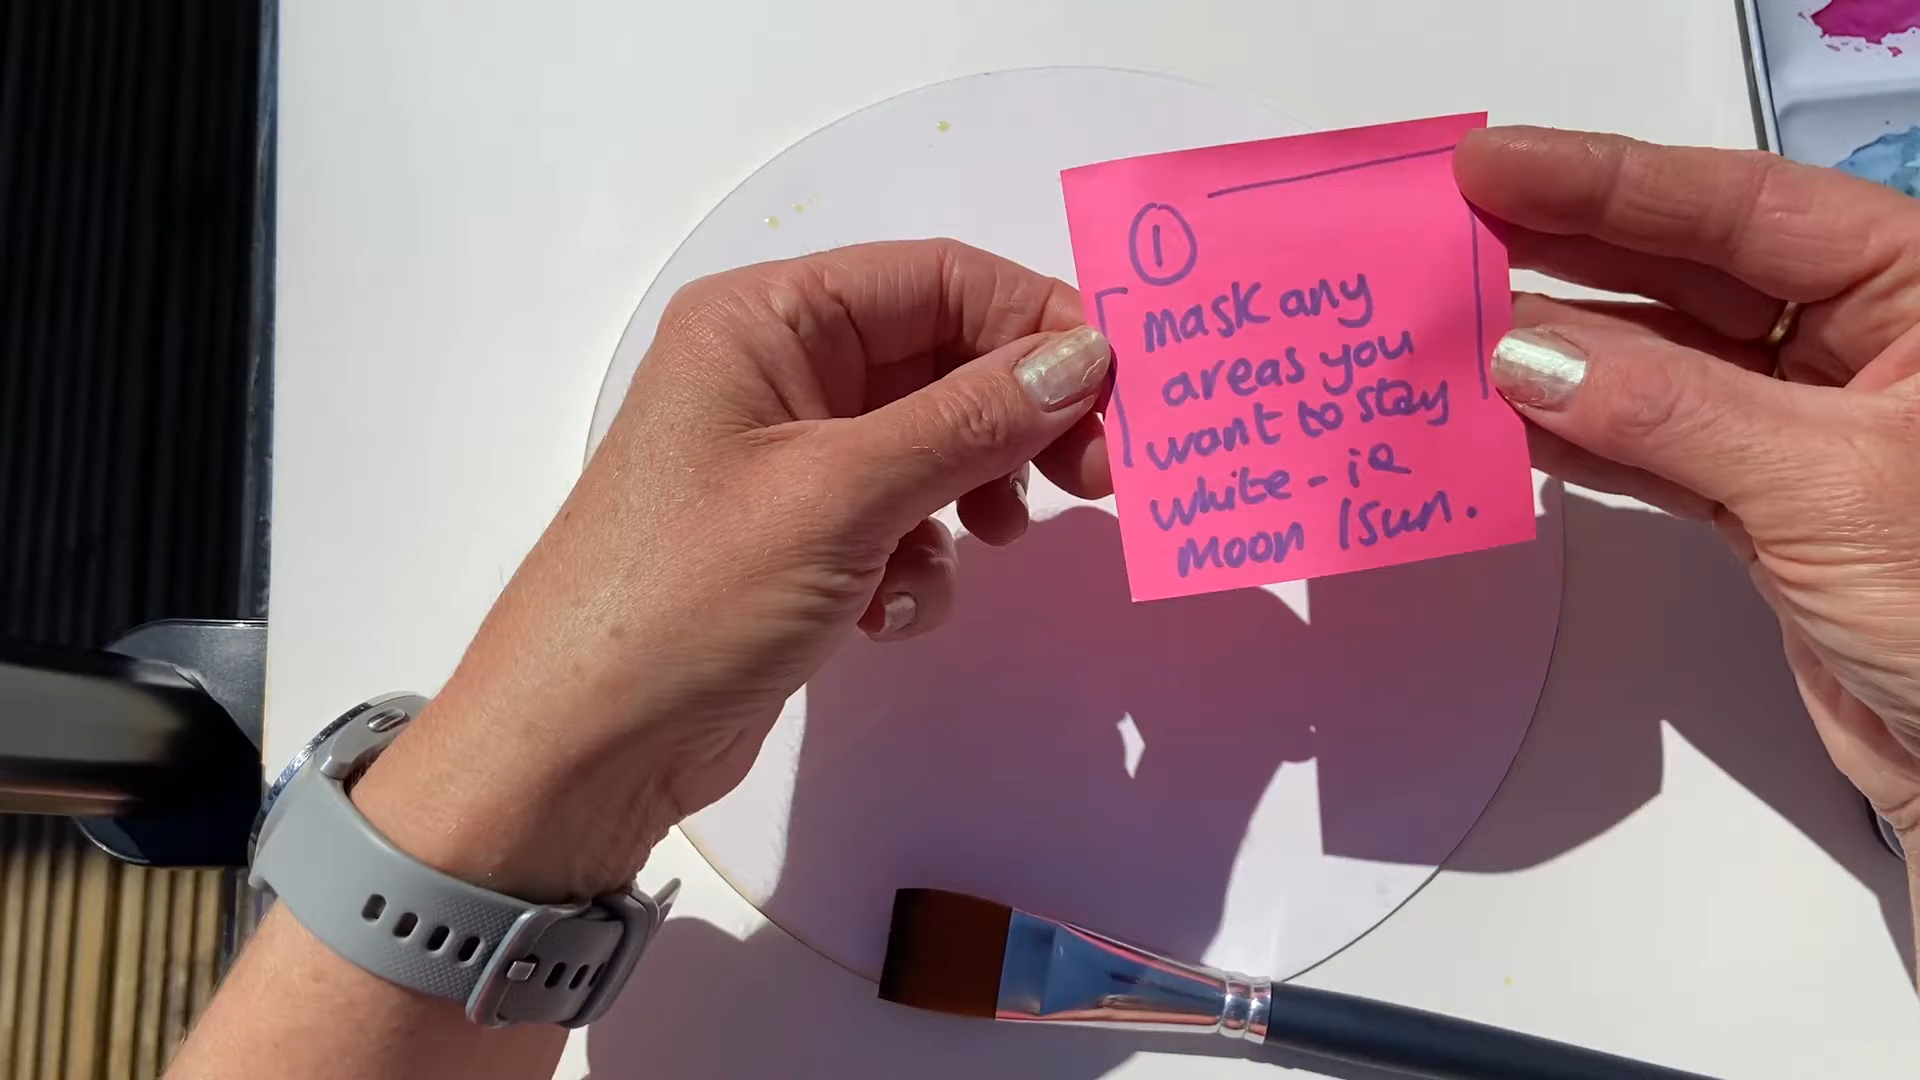 1
Mask any
areas you
want to stay
white - ie
Moon / Sun.